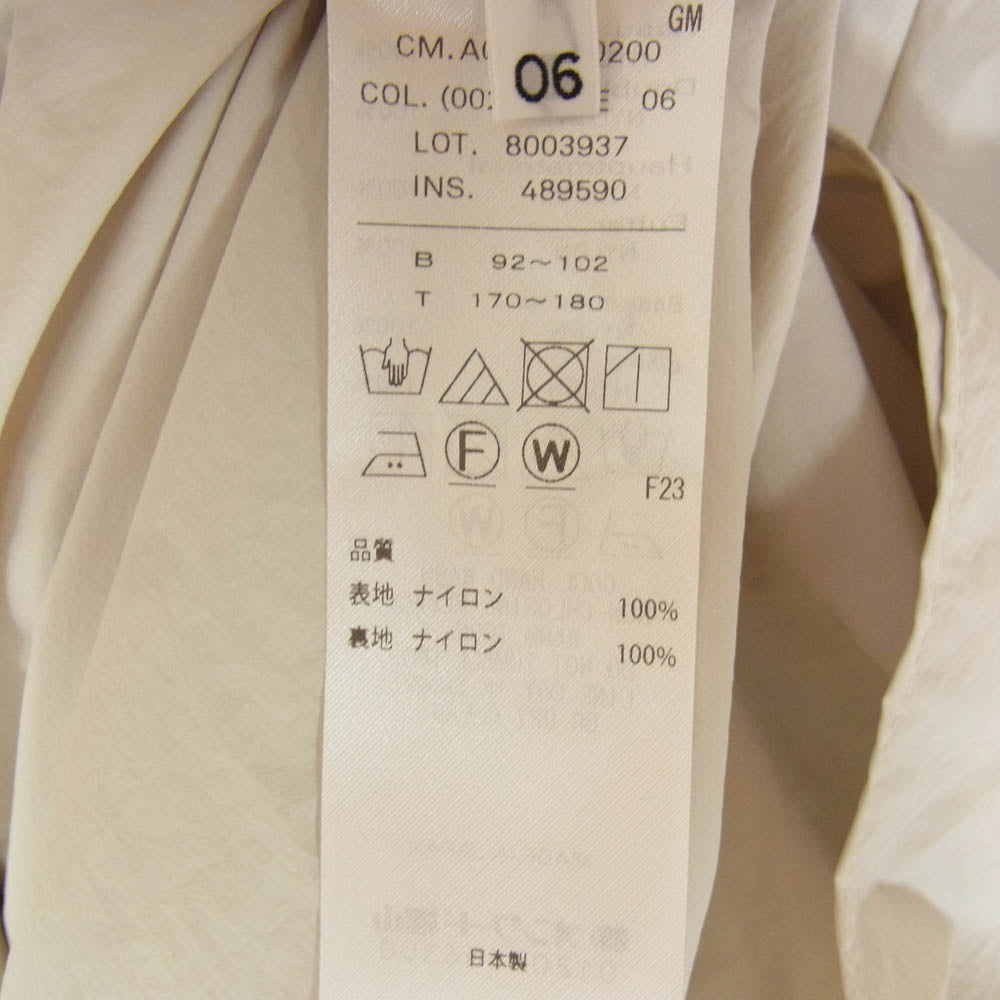 GM
CM.A 0200
06
COL. (00 E 06
LOT. 8003937
INS. 489590
B 92～102
T 170～180
F W
F23
品質
表地 ナイロン 100%
裏地 ナイロン 100%
日本製